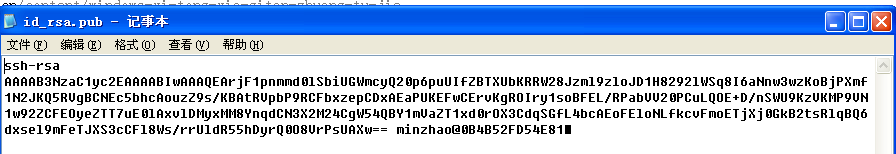 id_rsa.pub - 记事本
文件(F) 编辑(E) 格式(O) 查看(V) 帮助(H)
ssh-rsa
AAAAB3NzaC1yc2EAAAABIwAAAQEArjF1pnmmd0lSbiUGWmcyQ20p6puUIfZBTXUbKRRW28Jzml9zloJD1H8292lWSq8I6aNnw3wzKoBjPXmf
1N2JKQ5RVgBCNEc5bhcAouzZ9s/KBAtRVpbP9RCFbxzepCDxAEaPUKEFwCErvKgROIry1soBFEL/RPabVV20PCuLQOE+D/nSWU9KzVKMP9VN
1w92ZCFEOyeZTT7uE0lAxvlDMyxMM8YnqdCN3X2M24CgW54QBY1mVaZT1xd0rOX3CdqSGfL4bcAEoFEloNLfkcvFmoETjXj0GkB2tsRlqBQ6
dxsel9mFeTJXS3cCFl8Ws/rrUldR55hDyrQ008VrPsUAXw== minzhao@0B4B52FD54E81